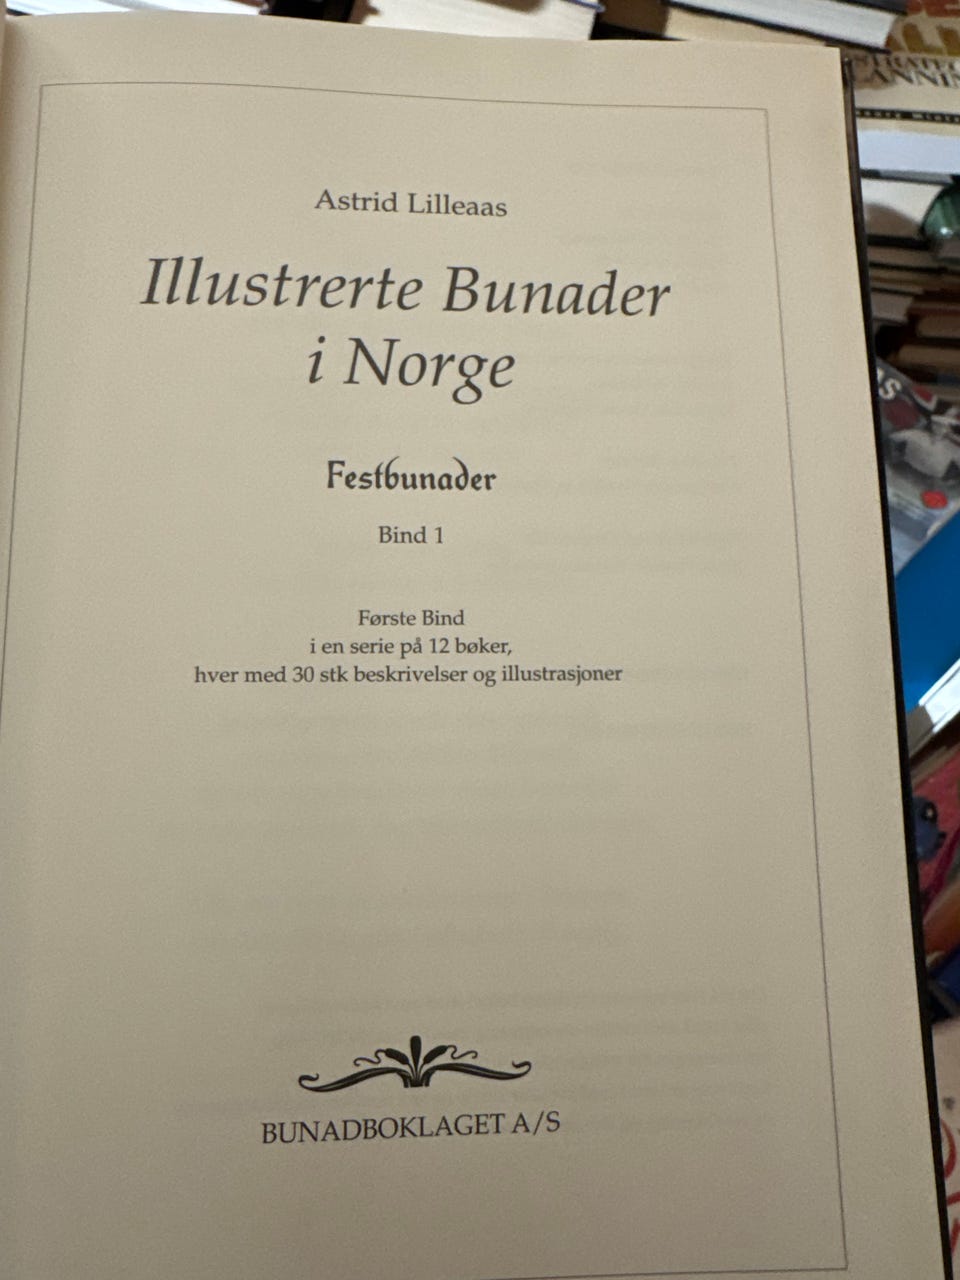 Astrid Lilleaas
Illustrerte Bunader
i Norge
Festbunader
Bind 1
Første Bind
i en serie på 12 bøker,
hver med 30 stk beskrivelser og illustrasjoner
BUNADBOKLAGET A/S